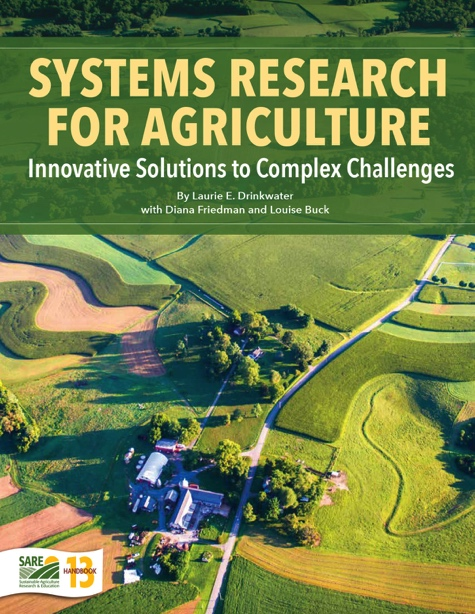 SYSTEMS RESEARCH
FOR AGRICULTURE
Innovative Solutions to Complex Challenges
By Laurie E. Drinkwater
with Diana Friedman and Louise Buck
SARE
Sustainable Agriculture
Research & Education
HANDBOOK
13